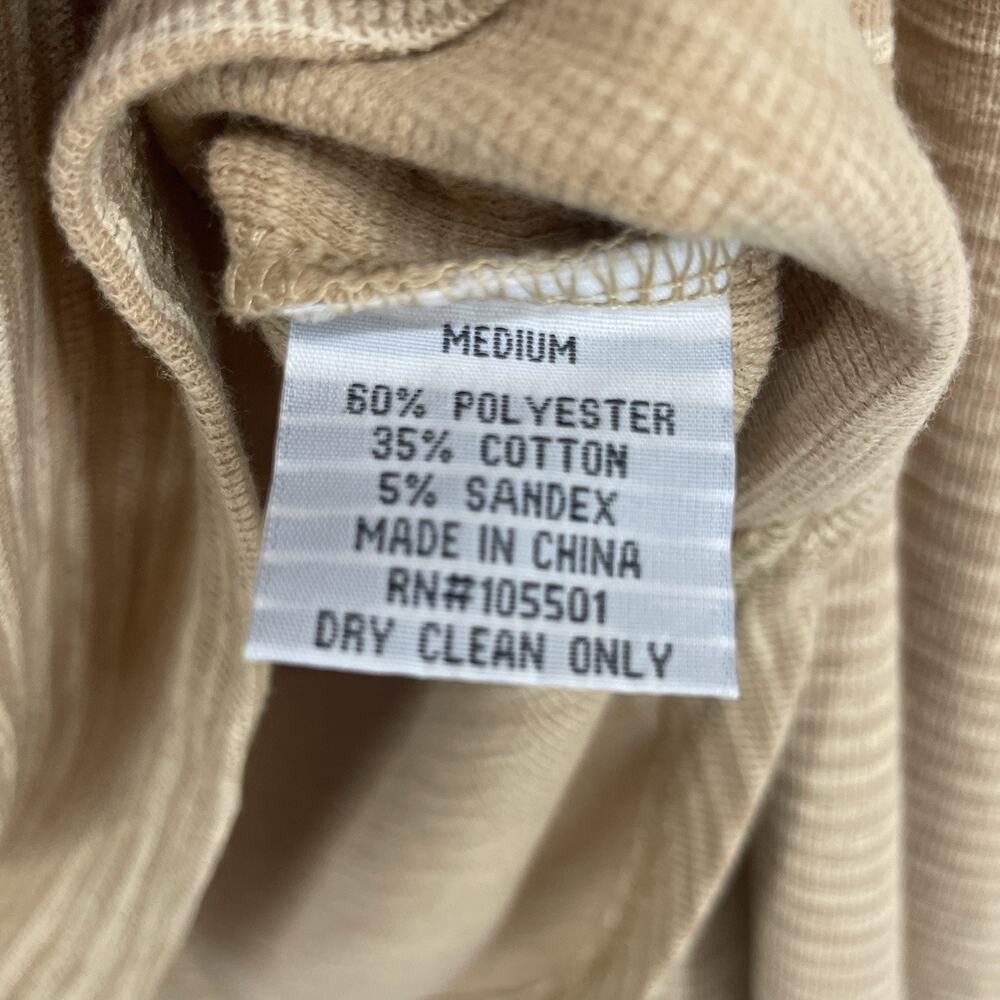 MEDIUM
60% POLYESTER
35% COTTON
5% SANDEX
MADE IN CHINA
RN#105501
DRY CLEAN ONLY